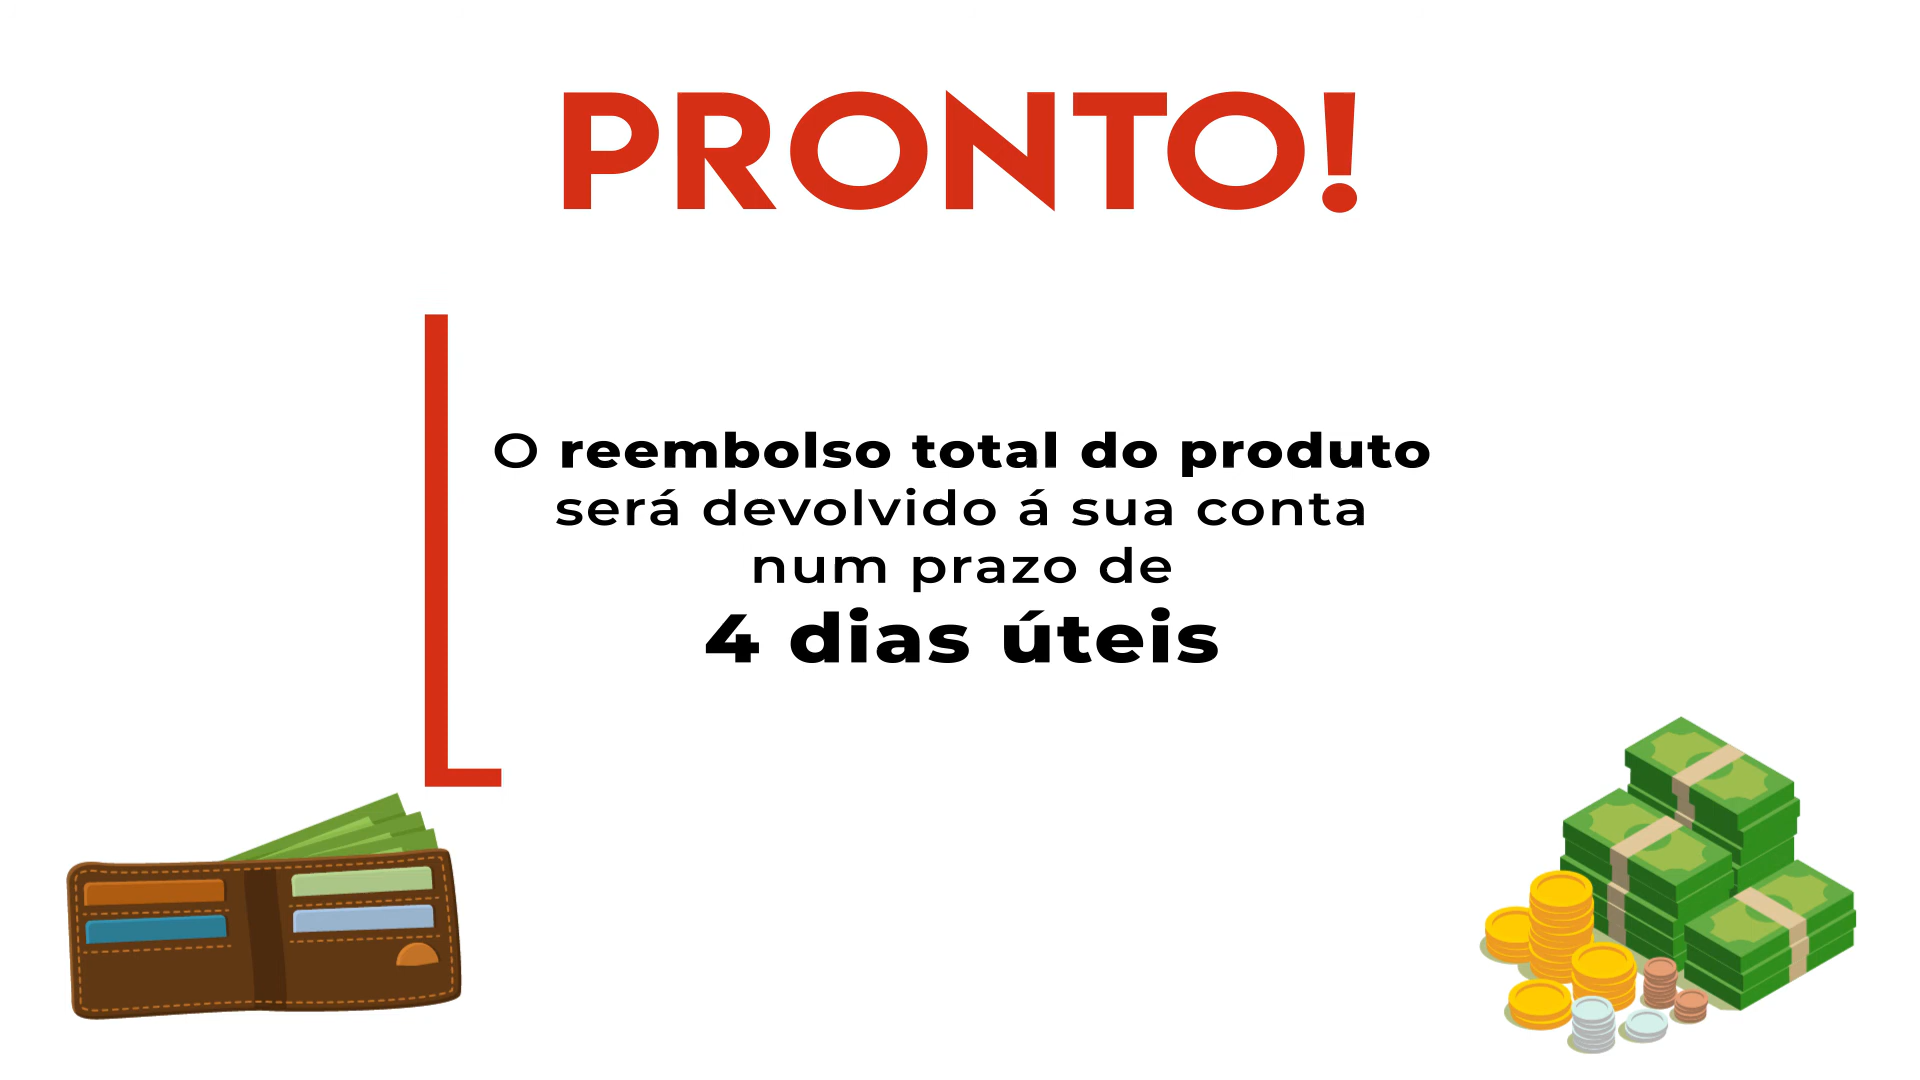 PRONTO!
O reembolso total do produto
será devolvido á sua conta
num prazo de
4 dias úteis